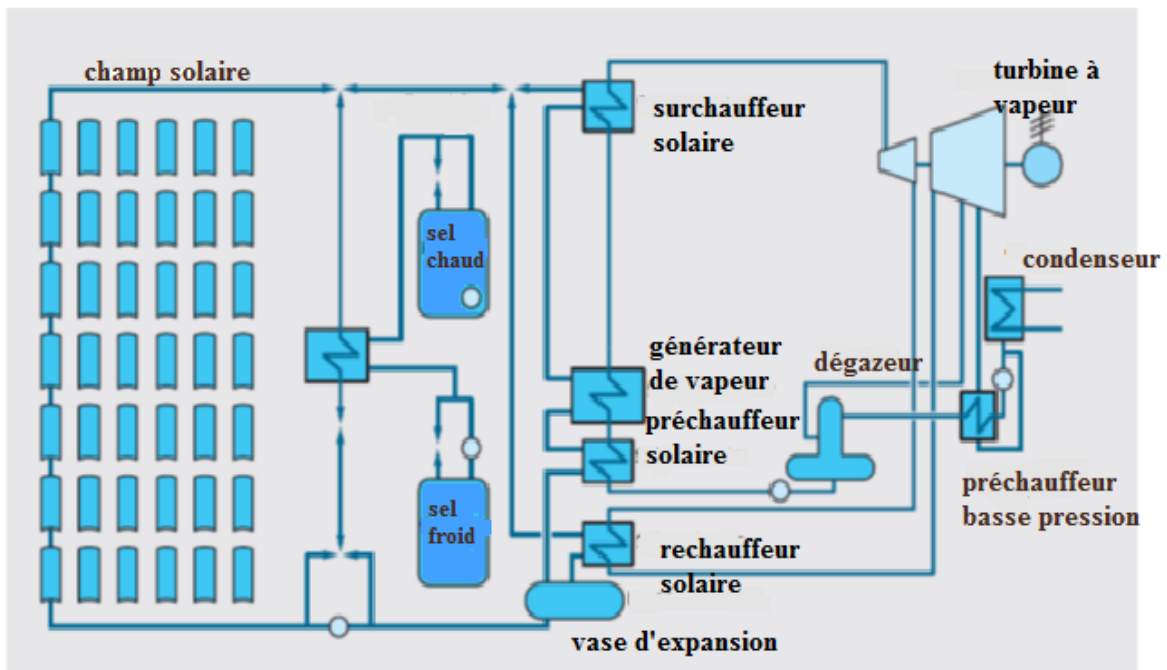 champ solaire
turbine à
vapeur
surchauffeur
solaire
sel
chaud
condenseur
générateur
de vapeur
dégazeur
préchauffeur
solaire
préchauffeur
basse pression
sel
froid
rechauffeur
solaire
vase d'expansion